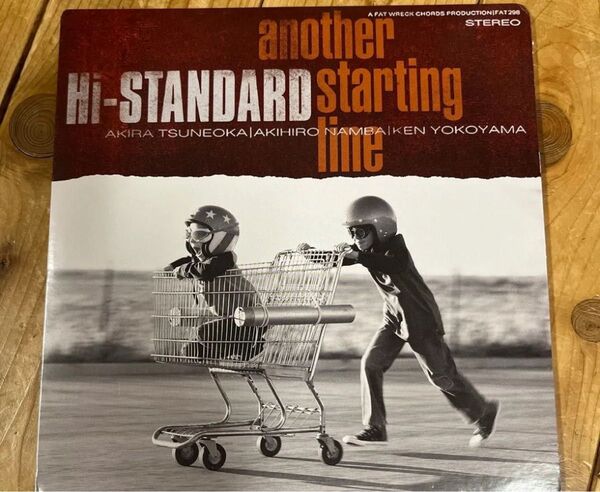 A FAT WRECK CHORDS PRODUCTION|FAT298
STEREO
another
Hi-STANDARD starting
AKIRA TSUNEOKA|AKIHIRO NAMBA|KEN YOKOYAMA
line